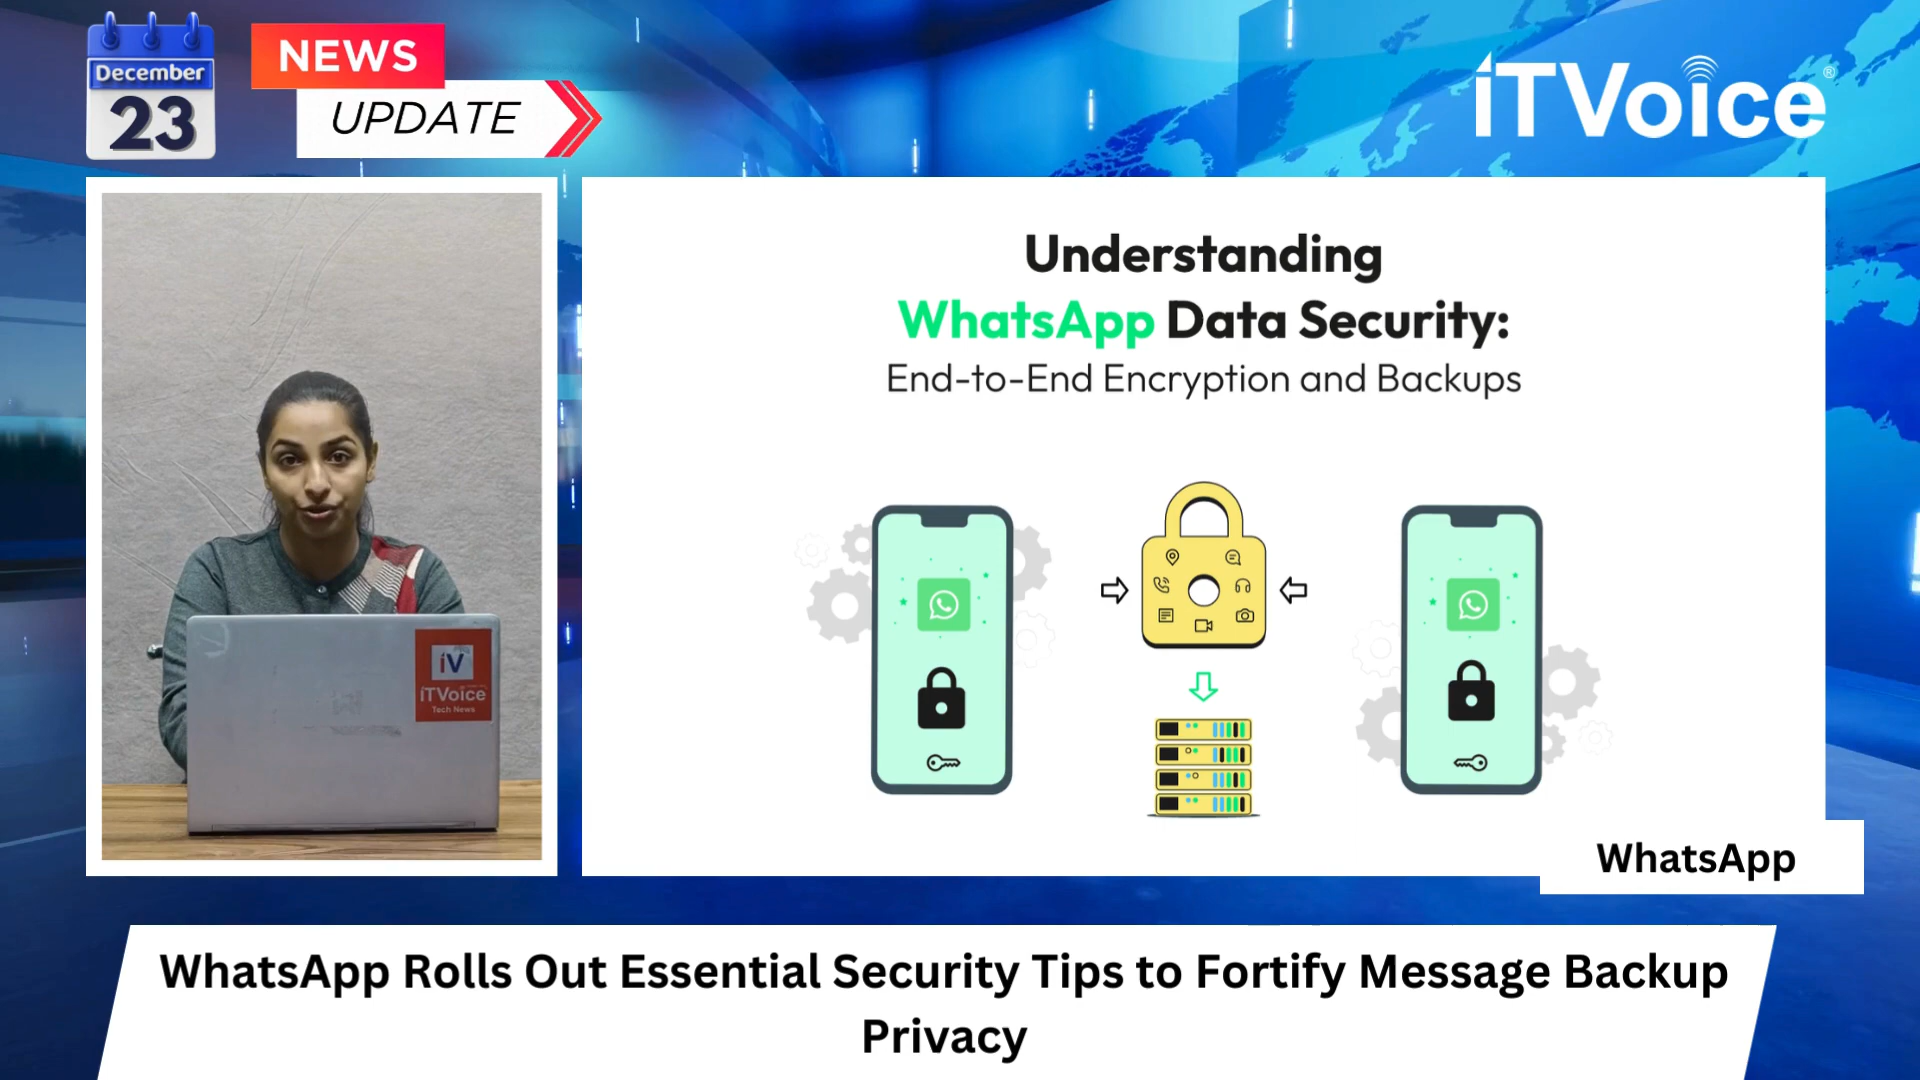 December
23
NEWS
UPDATE
iTVoice®
Understanding
WhatsApp Data Security:
End-to-End Encryption and Backups
iV
iTVoice
Tech News
WhatsApp
WhatsApp Rolls Out Essential Security Tips to Fortify Message Backup
Privacy